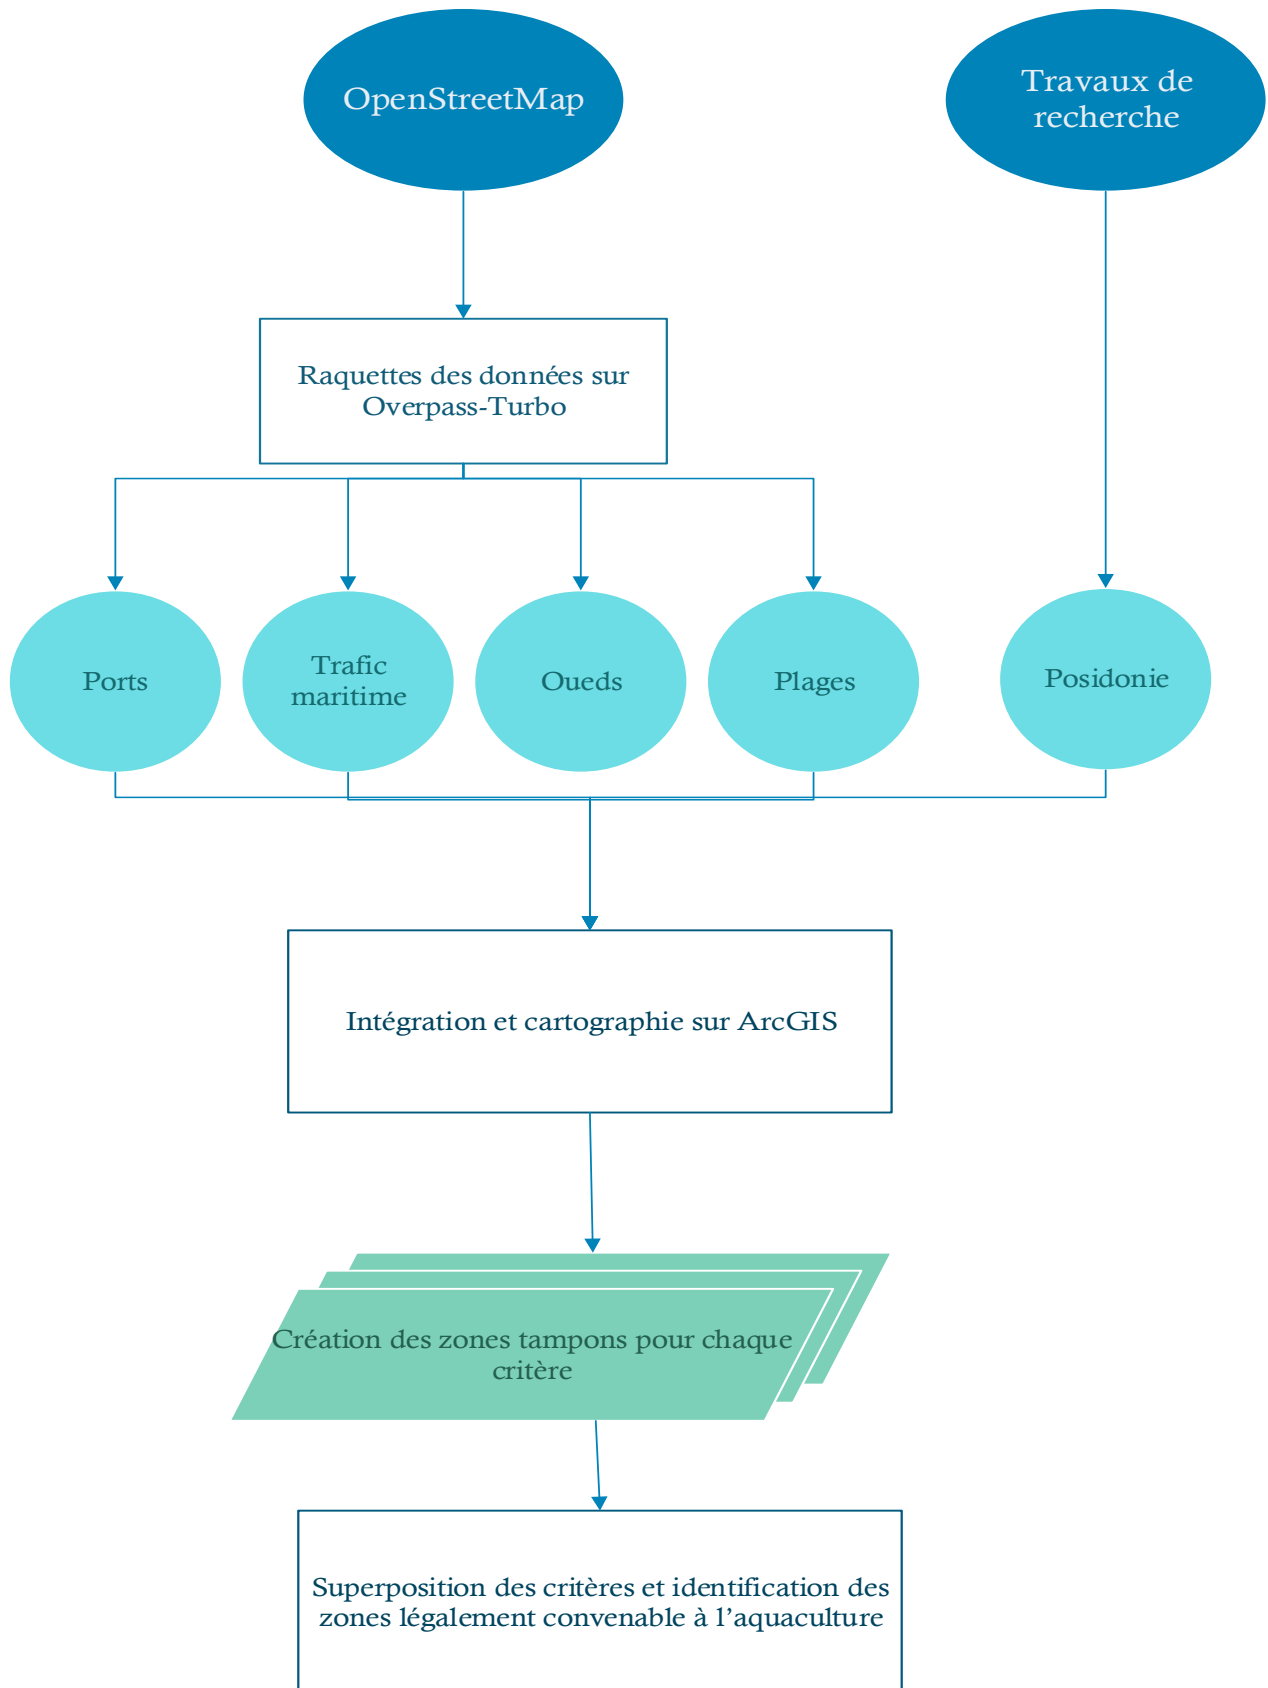 OpenStreetMap
Travaux de
recherche
Raquettes des données sur
Overpass-Turbo
Ports
Trafic
maritime
Oueds
Plages
Posidonie
Intégration et cartographie sur ArcGIS
Création des zones tampons pour chaque
critère
Superposition des critères et identification des
zones légalement convenable à l’aquaculture